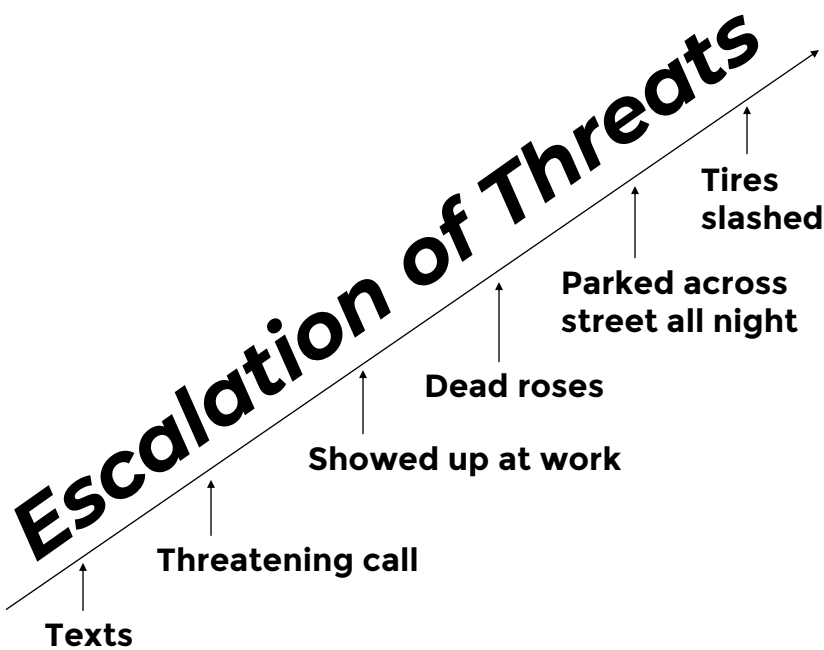 Escalation of Threats
Tires
slashed
Parked across
street all night
Dead roses
Showed up at work
Threatening call
Texts